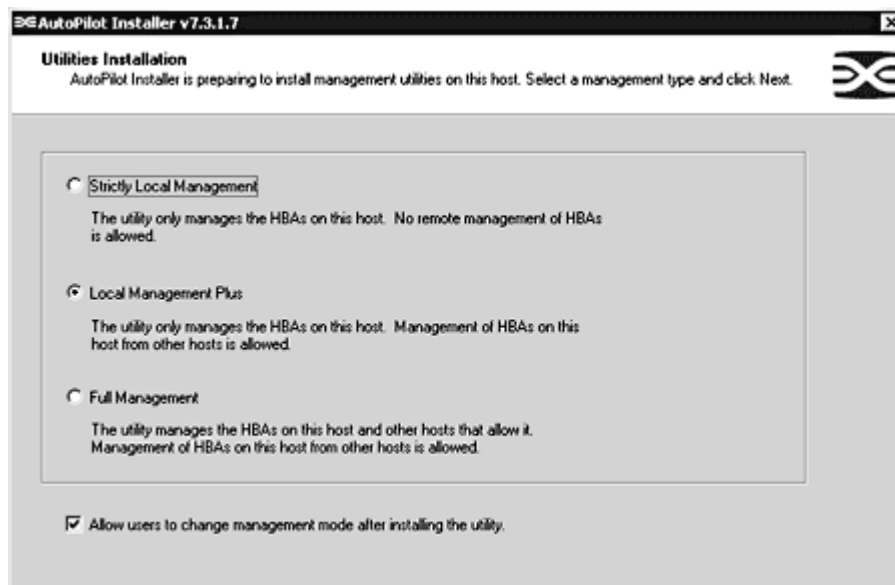 AutoPilot Installer v7.3.1.7
Utilities Installation
AutoPilot Installer is preparing to install management utilities on this host. Select a management type and click Next.
Strictly Local Management
The utility only manages the HBAs on this host. No remote management of HBAs
is allowed.
Local Management Plus
The utility only manages the HBAs on this host. Management of HBAs on this
host from other hosts is allowed.
Full Management
The utility manages the HBAs on this host and other hosts that allow it.
Management of HBAs on this host from other hosts is allowed.
Allow users to change management mode after installing the utility.